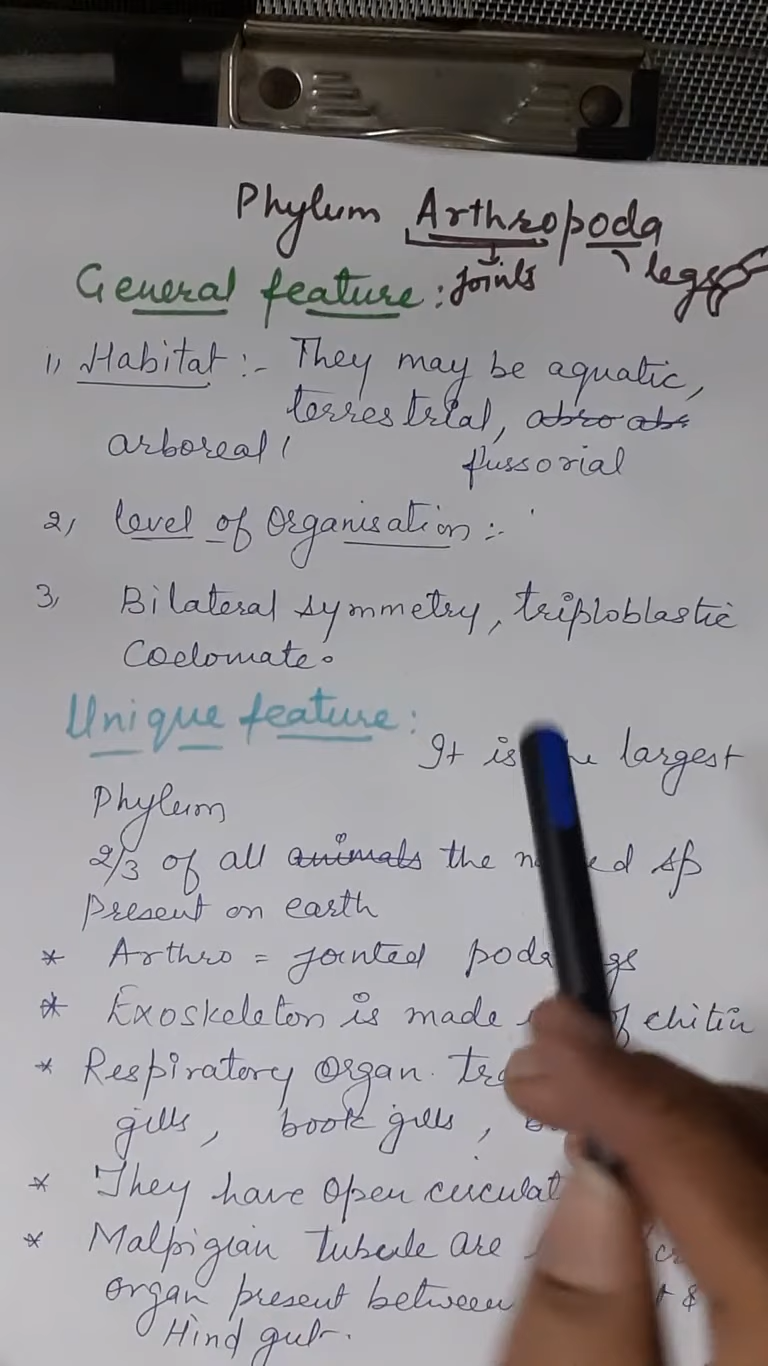 Phylum Arthropoda
joints legs
General feature:
1, Habitat :- They may be aquatic,
terrestrial,
arboreal, fussorial
2, level of Organisation :-
3, Bilateral symmetry, triploblastic
Coelomate.
Unique feature:
It is largest
Phylum
2/3 of all animals the sp
Present on earth
* Arthro = jointed
* Exoskeleton is made of chitin
* Respiratory organ
gills, book gills,
* They have open
* Malpigian tubule are
organ present between &
Hind gut.